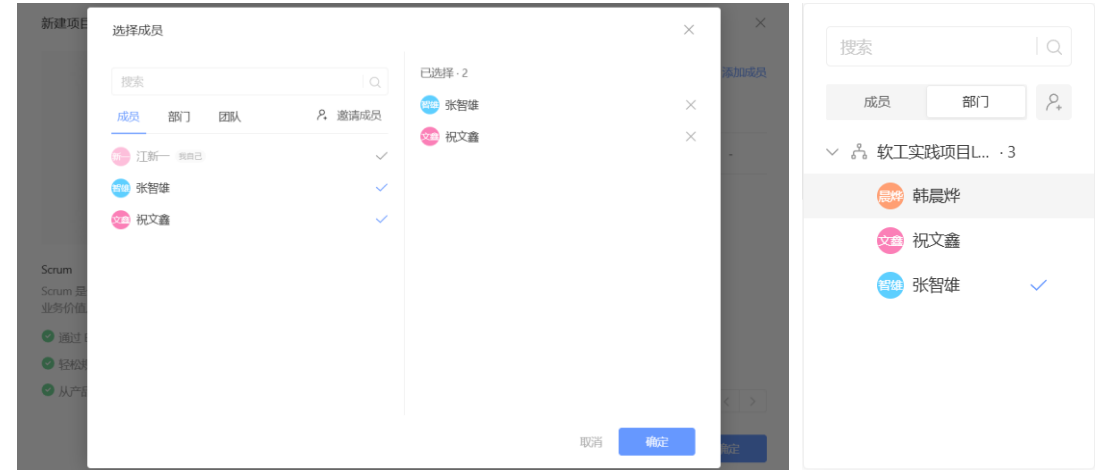 新建项目
选择成员
添加成员
搜索
已选择 · 2
成员 部门 团队 邀请成员
智雄 张智雄
文鑫 祝文鑫
新一 江新一 我自己
智雄 张智雄
文鑫 祝文鑫
Scrum
Scrum 是
业务价值
通过
轻松
从产品
取消 确定
确定
搜索
成员 部门
软工实践项目L... · 3
晨烨 韩晨烨
文鑫 祝文鑫
智雄 张智雄